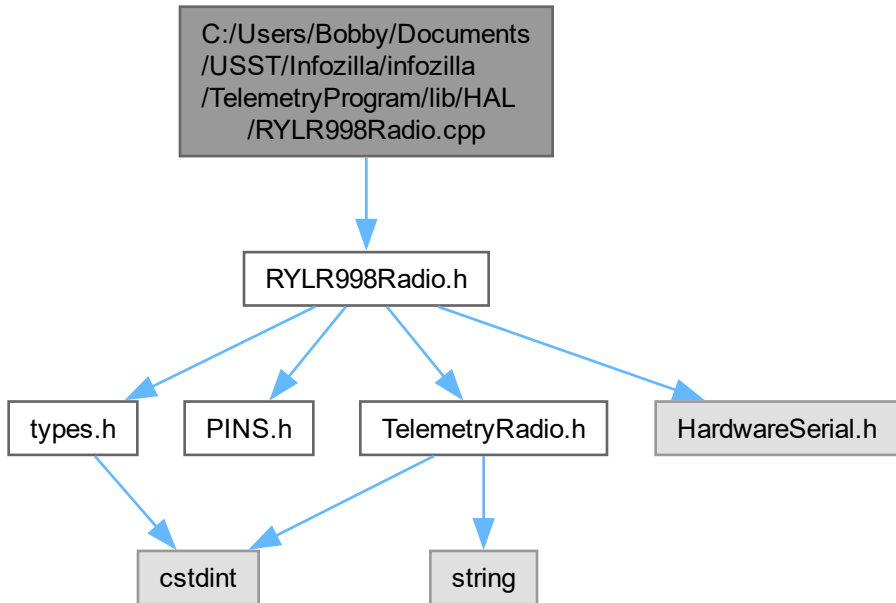 C:/Users/Bobby/Documents
/USST/Infozilla/infozilla
/TelemetryProgram/lib/HAL
/RYLR998Radio.cpp
RYLR998Radio.h
types.h
PINS.h
TelemetryRadio.h
HardwareSerial.h
cstdint
string